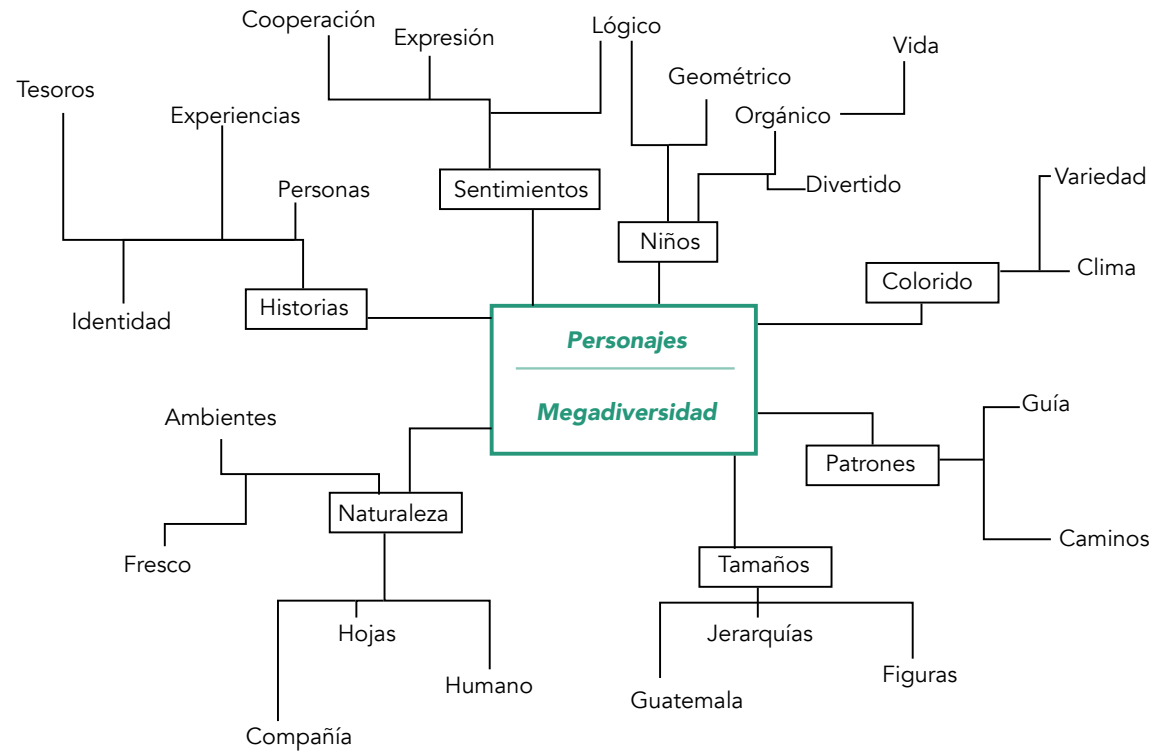 Cooperación
Expresión
Lógico
Vida
Tesoros
Geométrico
Experiencias
Orgánico
Personas
Sentimientos
Divertido
Variedad
Niños
Colorido
Clima
Identidad
Historias
Personajes
Megadiversidad
Ambientes
Guía
Patrones
Naturaleza
Caminos
Fresco
Tamaños
Hojas
Jerarquías
Humano
Figuras
Guatemala
Compañía